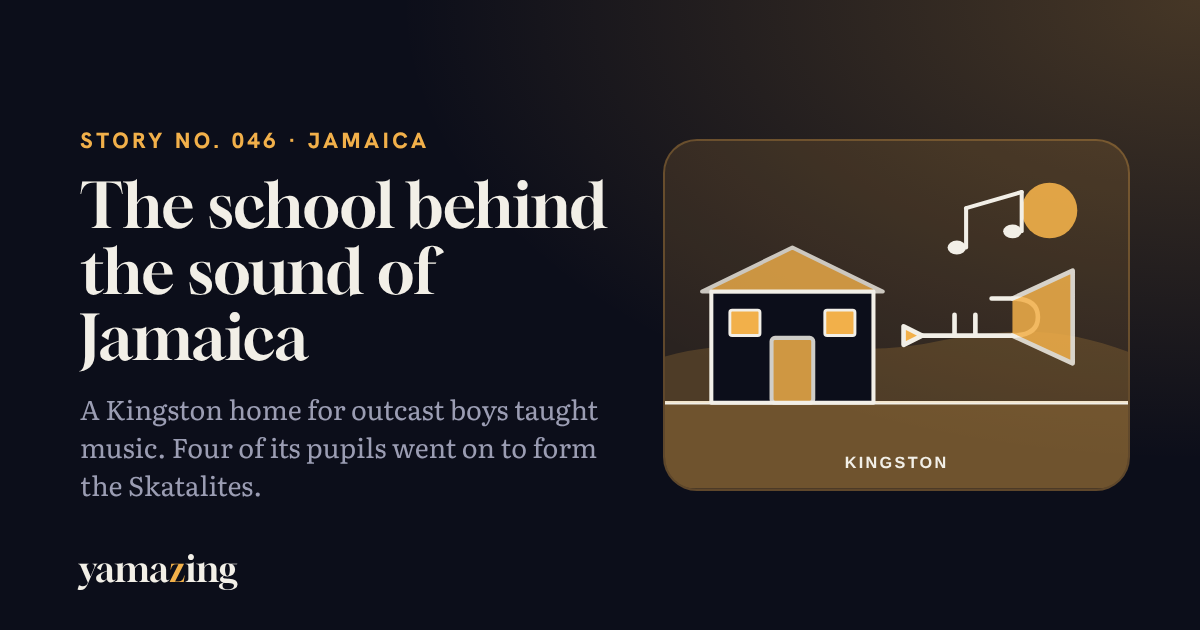 STORY NO. 046 · JAMAICA
The school behind
the sound of
Jamaica
A Kingston home for outcast boys taught
music. Four of its pupils went on to form
the Skatalites.
KINGSTON
yamazing